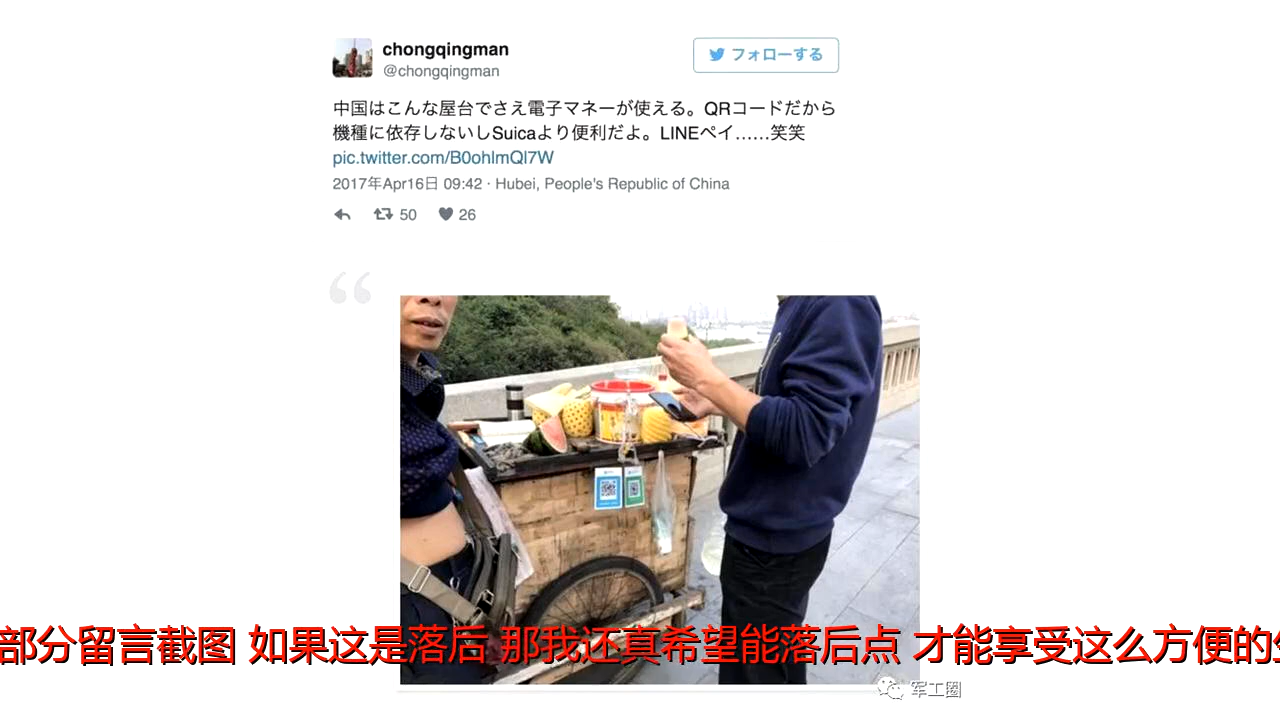 chongqingman
@chongqingman
フォローする
中国はこんな屋台でさえ電子マネーが使える。QRコードだから
機種に依存しないしSuicaより便利だよ。LINEペイ……笑笑
pic.twitter.com/B0ohlmQl7W
2017年Apr16日 09:42 · Hubei, People's Republic of China
50 26
部分留言截图 如果这是落后 那我还真希望能落后点 才能享受这么方便的
军工圈